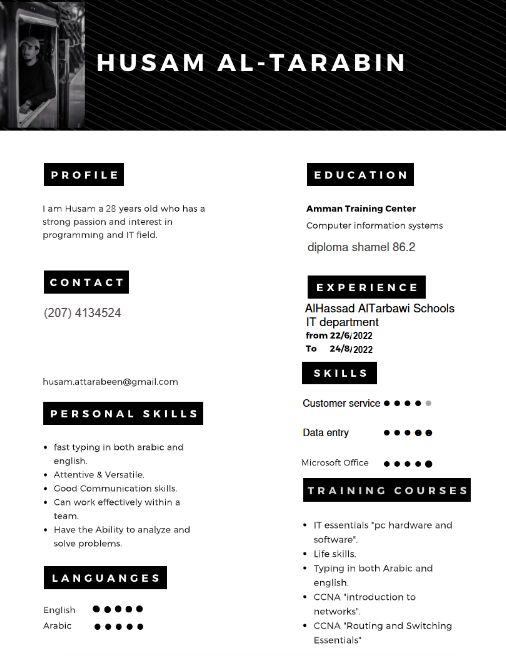 HUSAM AL-TARABIN
PROFILE
I am Husam a 28 years old who has a
strong passion and interest in
programming and IT field.
CONTACT
(207) 4134524
husam.attarabeen@gmail.com
PERSONAL SKILLS
fast typing in both arabic and
english.
Attentive & Versatile.
Good Communication skills.
Can work effectively within a
team.
Have the Ability to analyze and
solve problems.
LANGUANGES
English
Arabic
EDUCATION
Amman Training Center
Computer information systems
diploma shamel 86.2
EXPERIENCE
AlHassad AlTarbawi Schools
IT department
from 22/6/2022
To 24/8/2022
SKILLS
Customer service
Data entry
Microsoft Office
TRAINING COURSES
IT essentials "pc hardware and
software".
Life skills.
Typing in both Arabic and
english.
CCNA "introduction to
networks".
CCNA "Routing and Switching
Essentials"